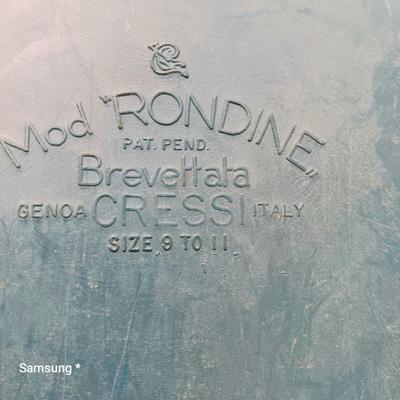 Mod "RONDINE"
PAT. PEND.
Brevettata
GENOA CRESSI ITALY
SIZE 9 TO 11
Samsung *